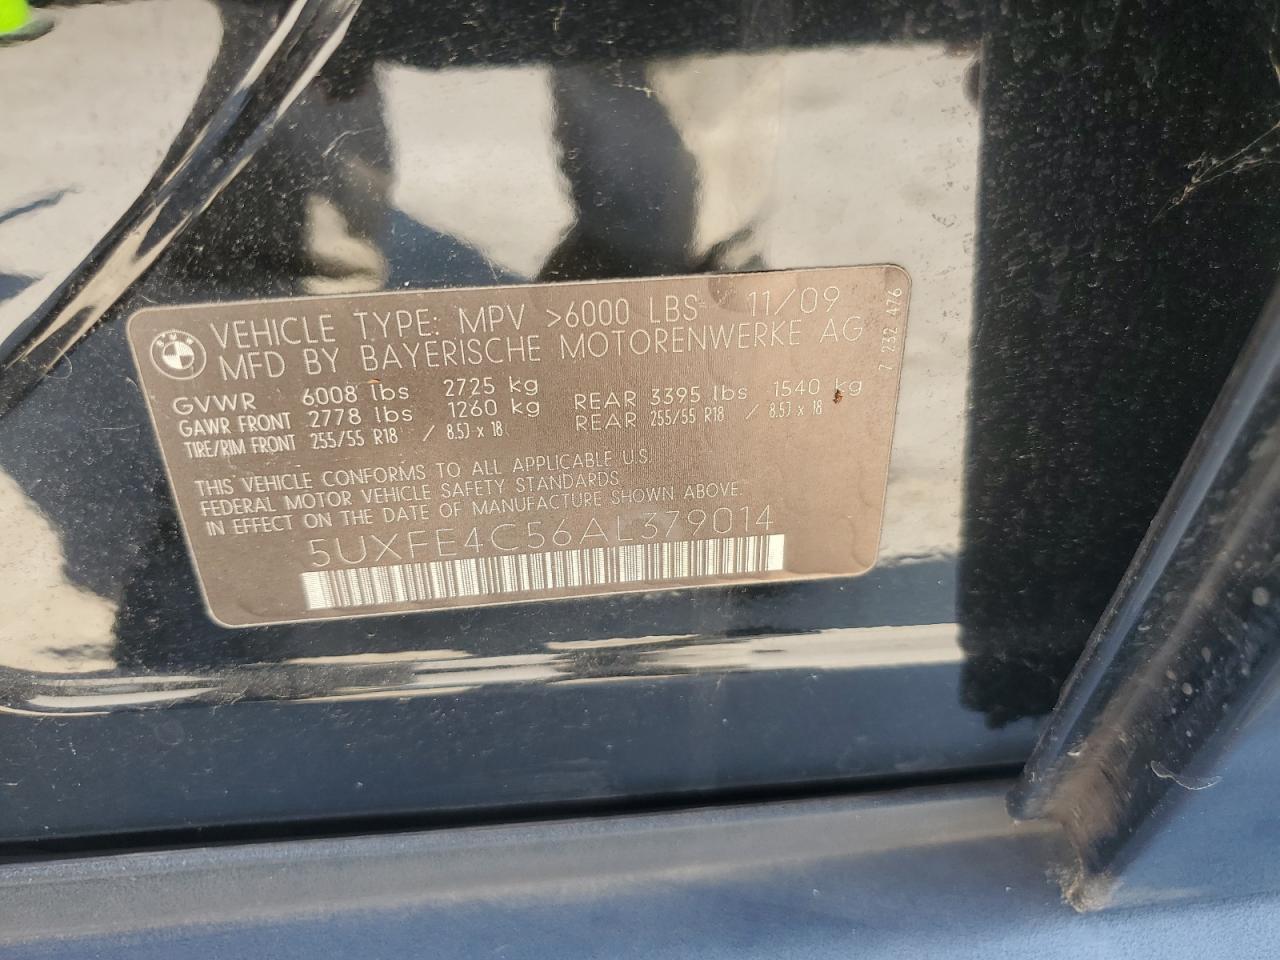 BMW
VEHICLE TYPE: MPV >6000 LBS 11/09
MFD BY BAYERISCHE MOTORENWERKE AG
GVWR 6008 lbs 2725 kg
GAWR FRONT 2778 lbs 1260 kg REAR 3395 lbs 1540 kg
TIRE/RIM FRONT 255/55 R18 / 8.5J x 18 REAR 255/55 R18 / 8.5J x 18
THIS VEHICLE CONFORMS TO ALL APPLICABLE U.S.
FEDERAL MOTOR VEHICLE SAFETY STANDARDS
IN EFFECT ON THE DATE OF MANUFACTURE SHOWN ABOVE.
5UXFE4C56AL379014
7 232 476